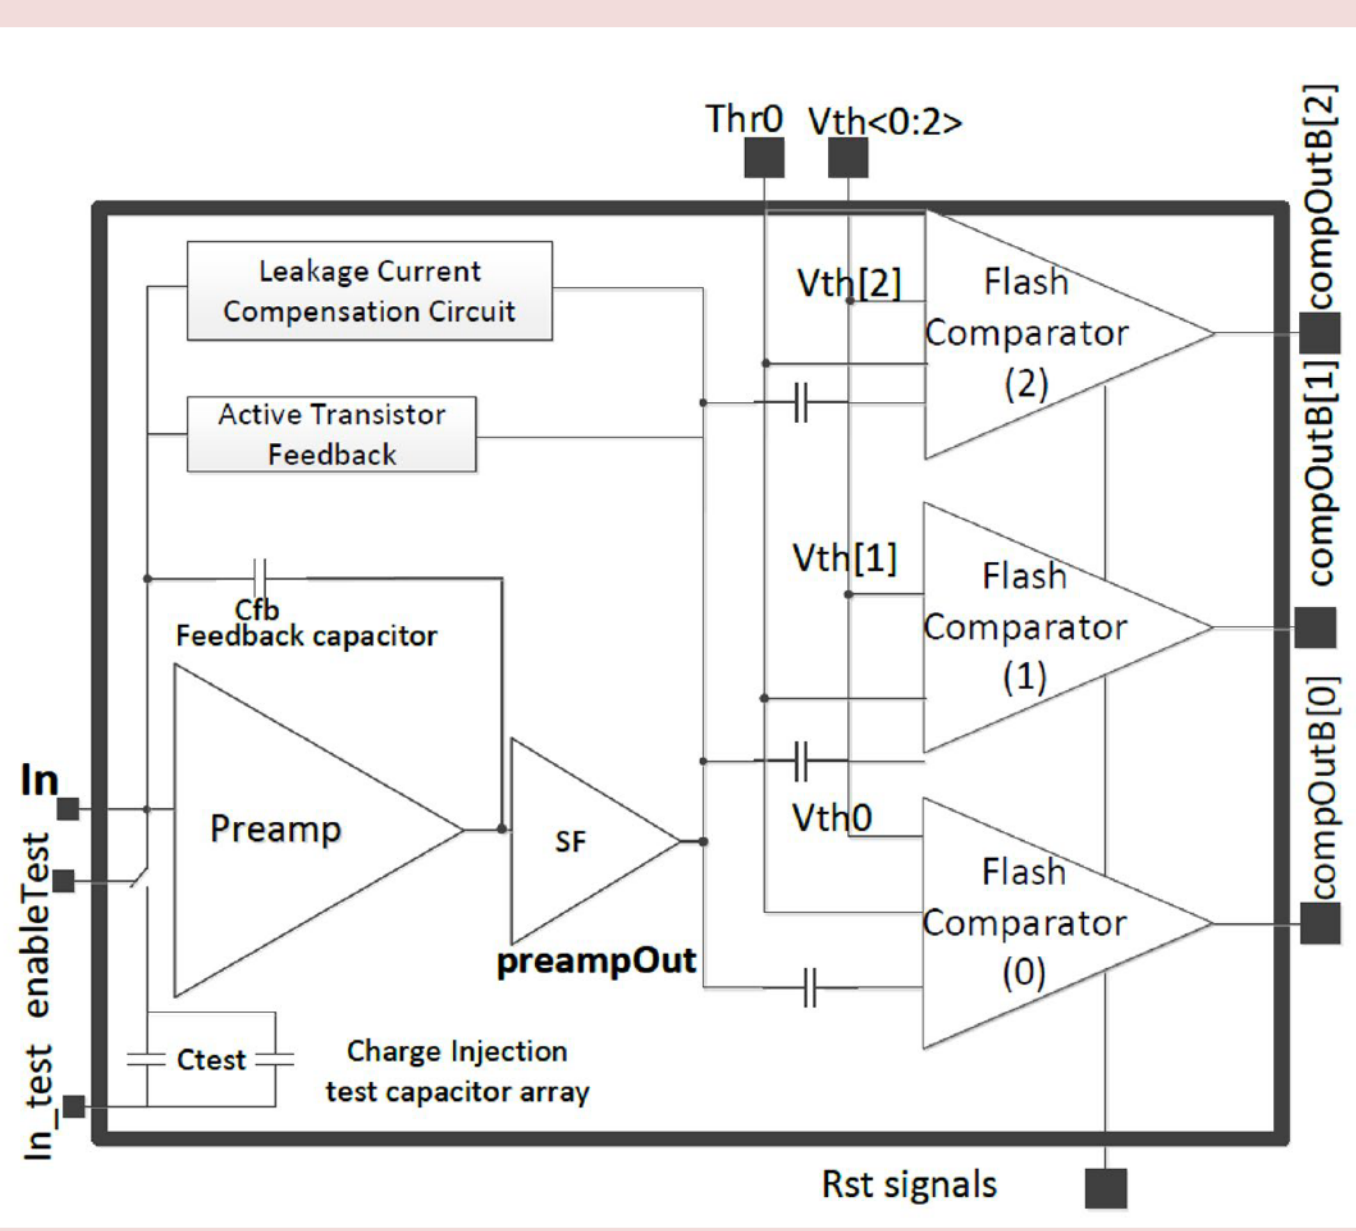 Thr0 Vth<0:2>
compOutB[2]
Leakage Current
Compensation Circuit
Vth[2]
Flash
Comparator
(2)
Active Transistor
Feedback
compOutB[1]
Cfb
Feedback capacitor
Vth[1]
Flash
Comparator
(1)
In
Preamp
SF
preampOut
Vth0
Flash
Comparator
(0)
compOutB[0]
enableTest
In_test
Ctest
Charge Injection
test capacitor array
Rst signals